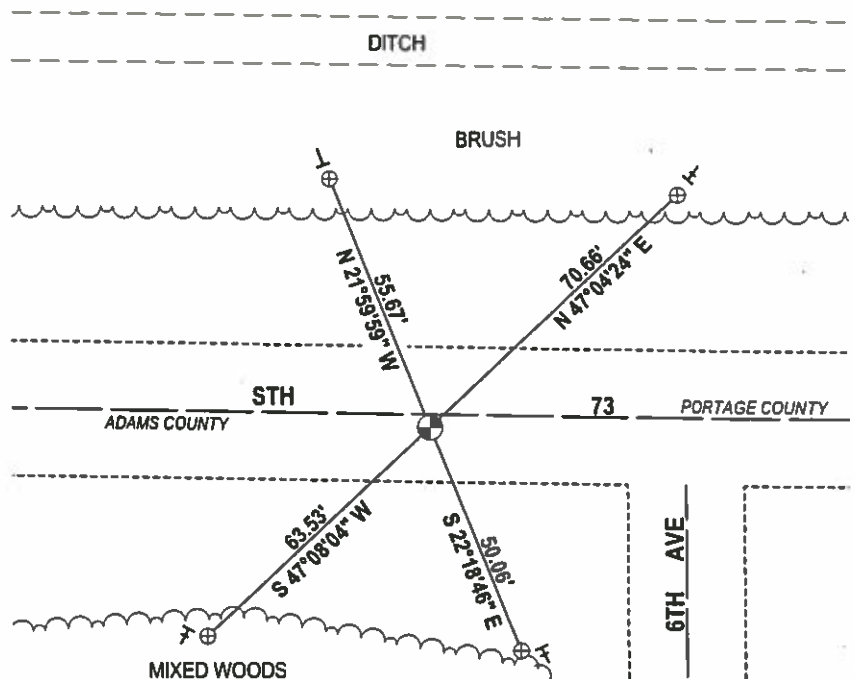 DITCH
BRUSH
55.67'
N 21°59'59" W
70.66'
N 47°04'24" E
STH
73
PORTAGE COUNTY
ADAMS COUNTY
63.53'
S 47°08'04" W
50.06'
S 22°18'46" E
6TH AVE
MIXED WOODS